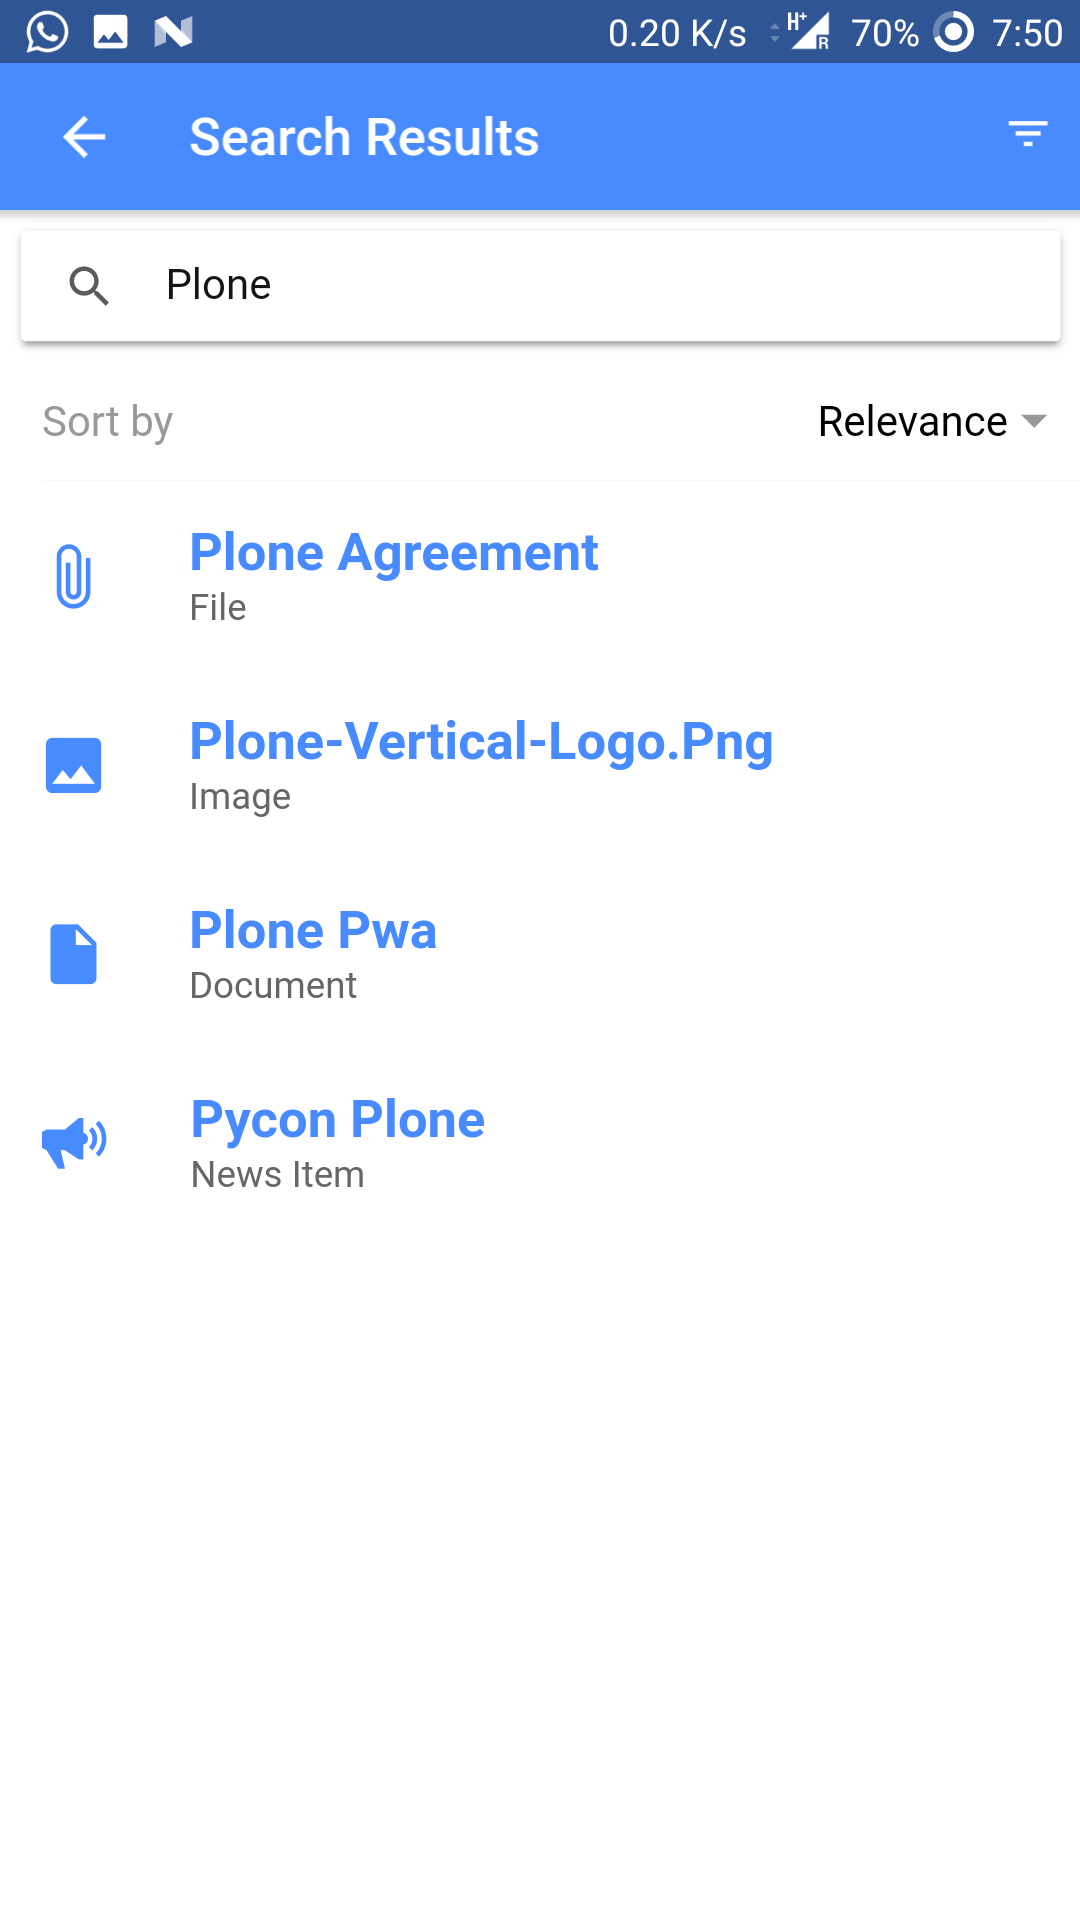 0.20 K/s H+ R 70% 7:50
Search Results
Plone
Sort by Relevance
Plone Agreement
File
Plone-Vertical-Logo.Png
Image
Plone Pwa
Document
Pycon Plone
News Item